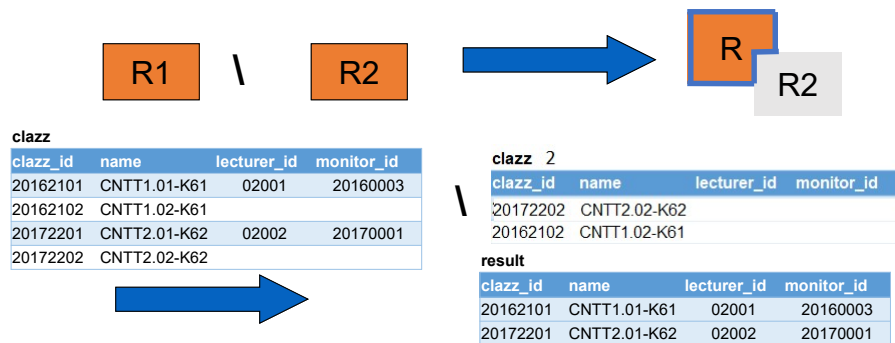 R1 \ R2 R
R2
clazz
clazz_id name lecturer_id monitor_id
20162101 CNTT1.01-K61 02001 20160003
20162102 CNTT1.02-K61
20172201 CNTT2.01-K62 02002 20170001
20172202 CNTT2.02-K62
\
clazz 2
clazz_id name lecturer_id monitor_id
20172202 CNTT2.02-K62
20162102 CNTT1.02-K61
result
clazz_id name lecturer_id monitor_id
20162101 CNTT1.01-K61 02001 20160003
20172201 CNTT2.01-K62 02002 20170001